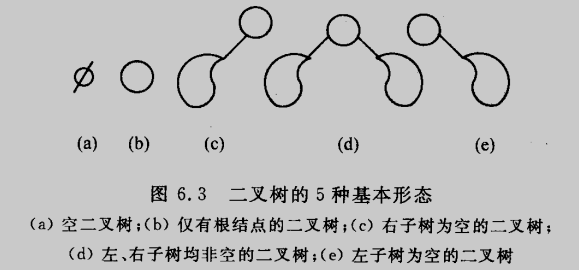 (a) (b) (c) (d) (e)
图 6.3 二叉树的 5 种基本形态
(a) 空二叉树;(b) 仅有根结点的二叉树;(c) 右子树为空的二叉树;
(d) 左、右子树均非空的二叉树;(e) 左子树为空的二叉树